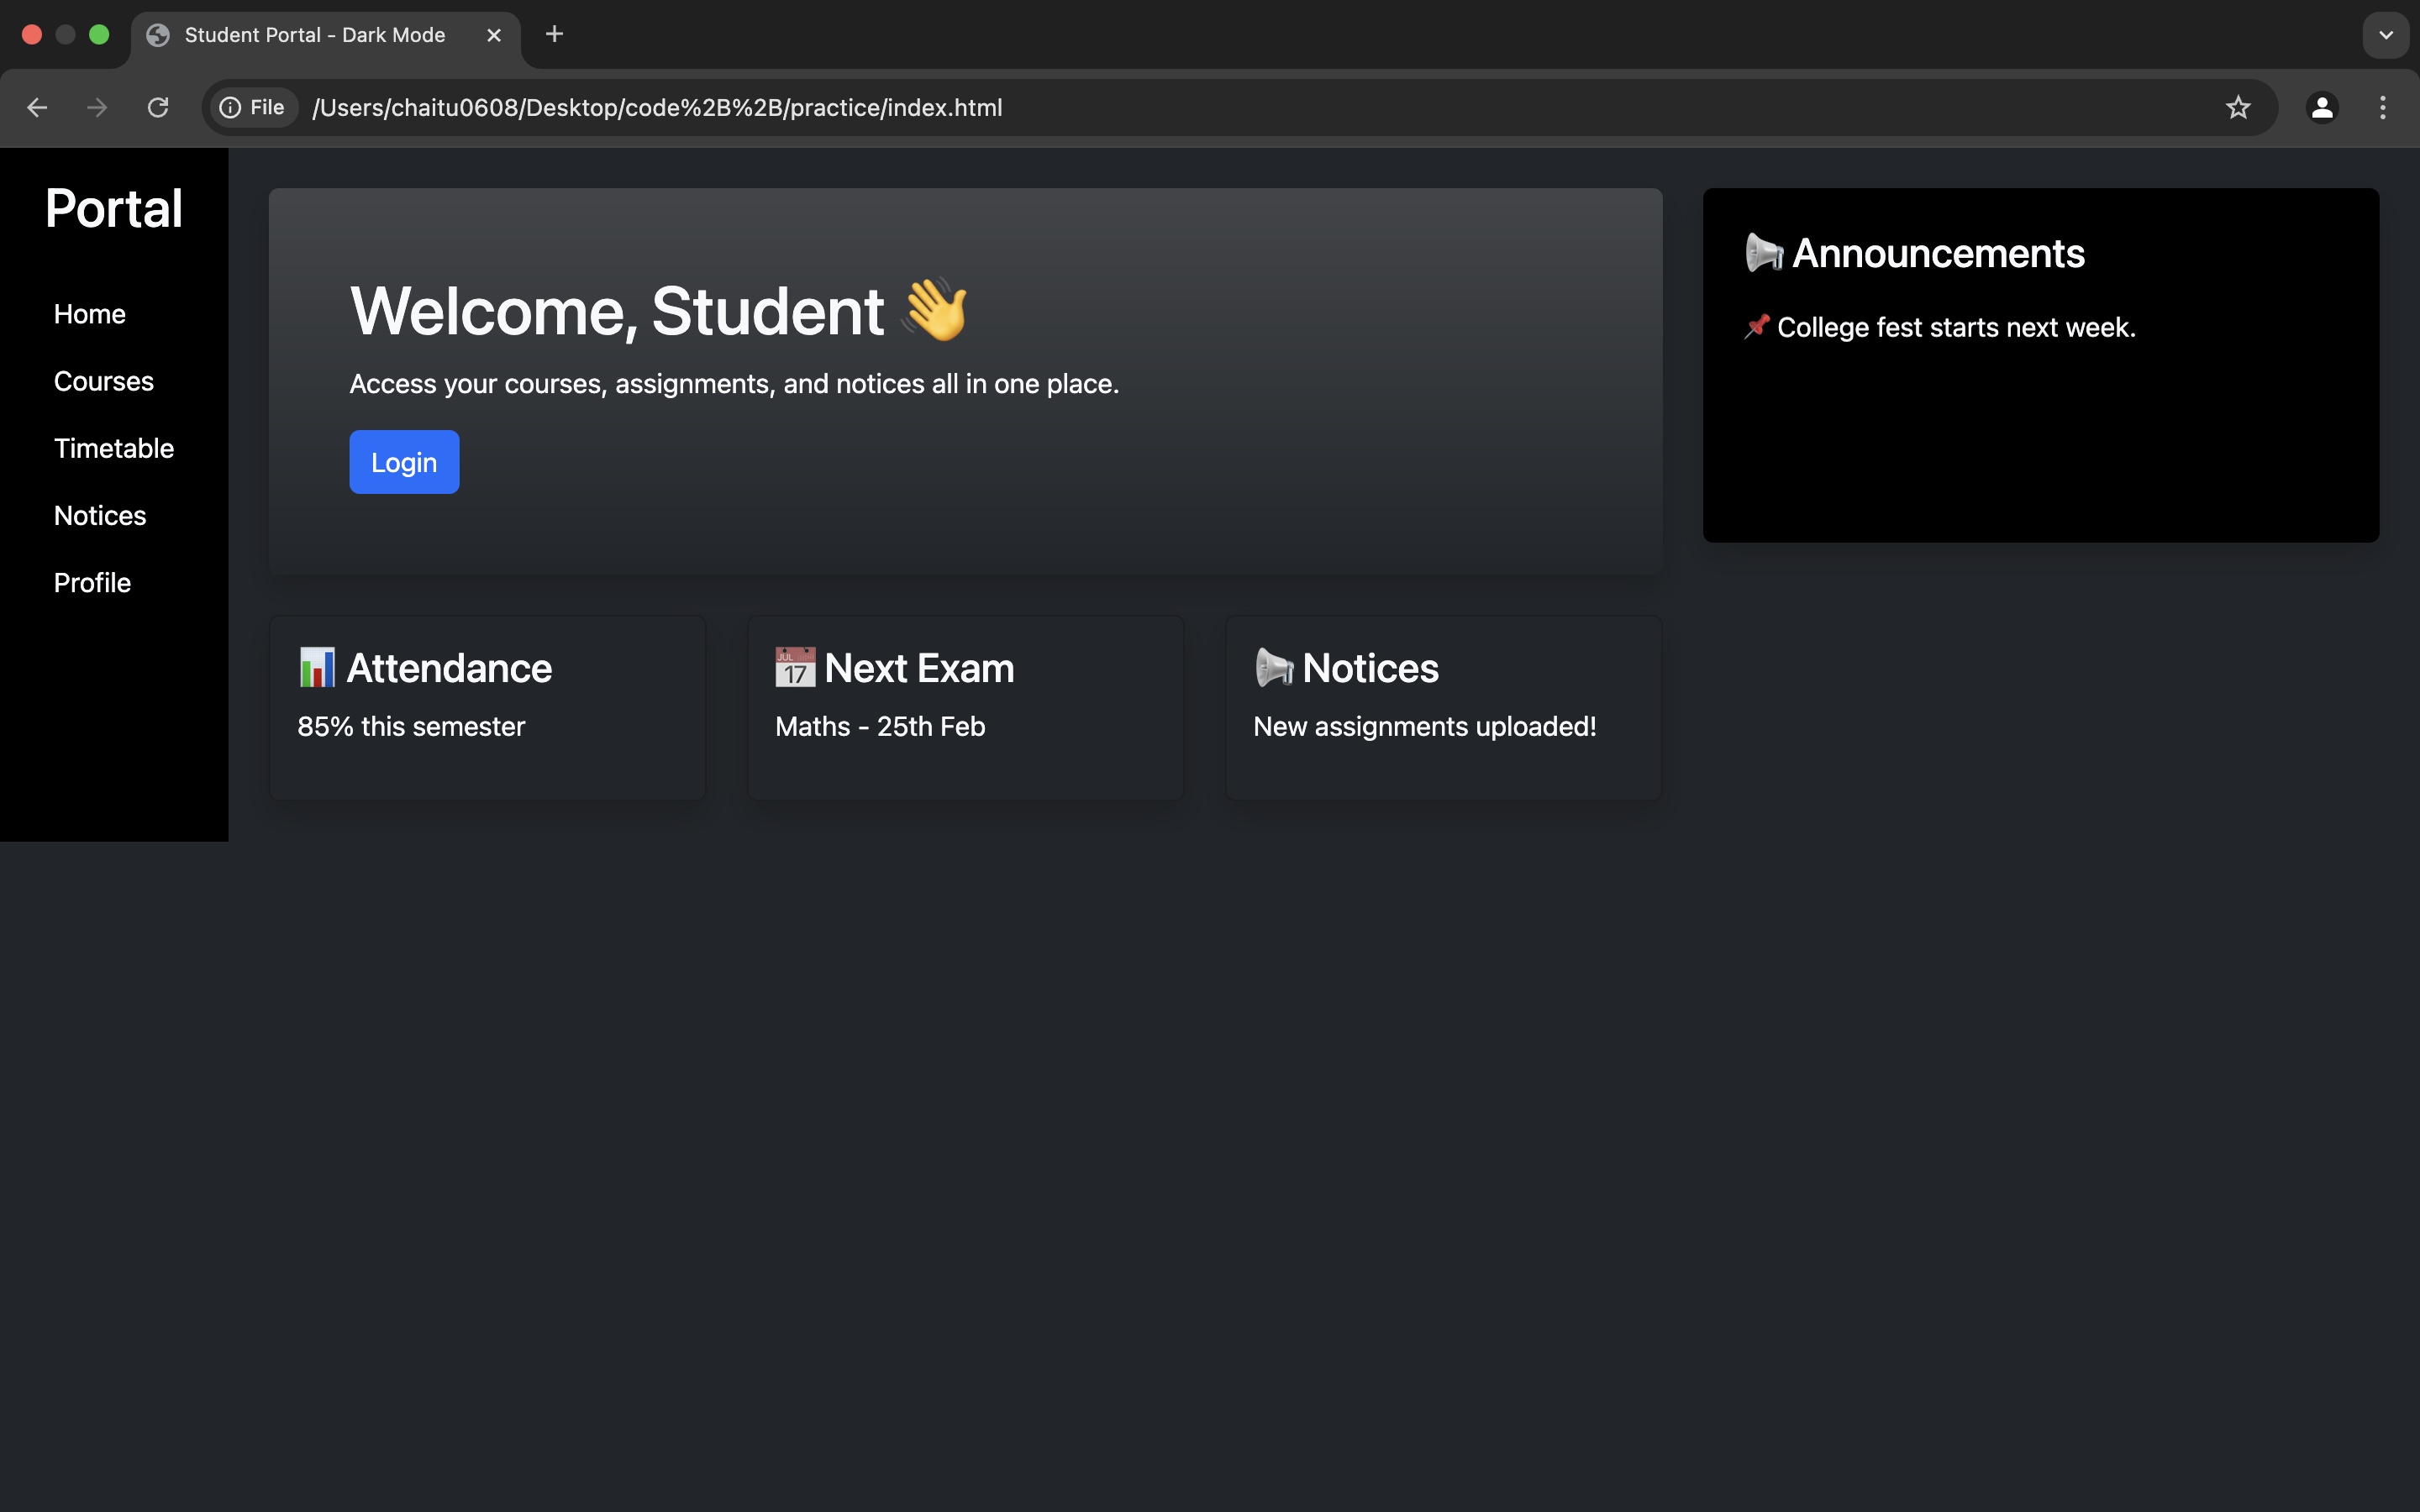 Student Portal - Dark Mode
File /Users/chaitu0608/Desktop/code%2B%2B/practice/index.html
Portal
Home
Courses
Timetable
Notices
Profile
Welcome, Student 👋
Access your courses, assignments, and notices all in one place.
Login
📊 Attendance
85% this semester
📅 Next Exam
Maths - 25th Feb
📢 Notices
New assignments uploaded!
📢 Announcements
📌 College fest starts next week.